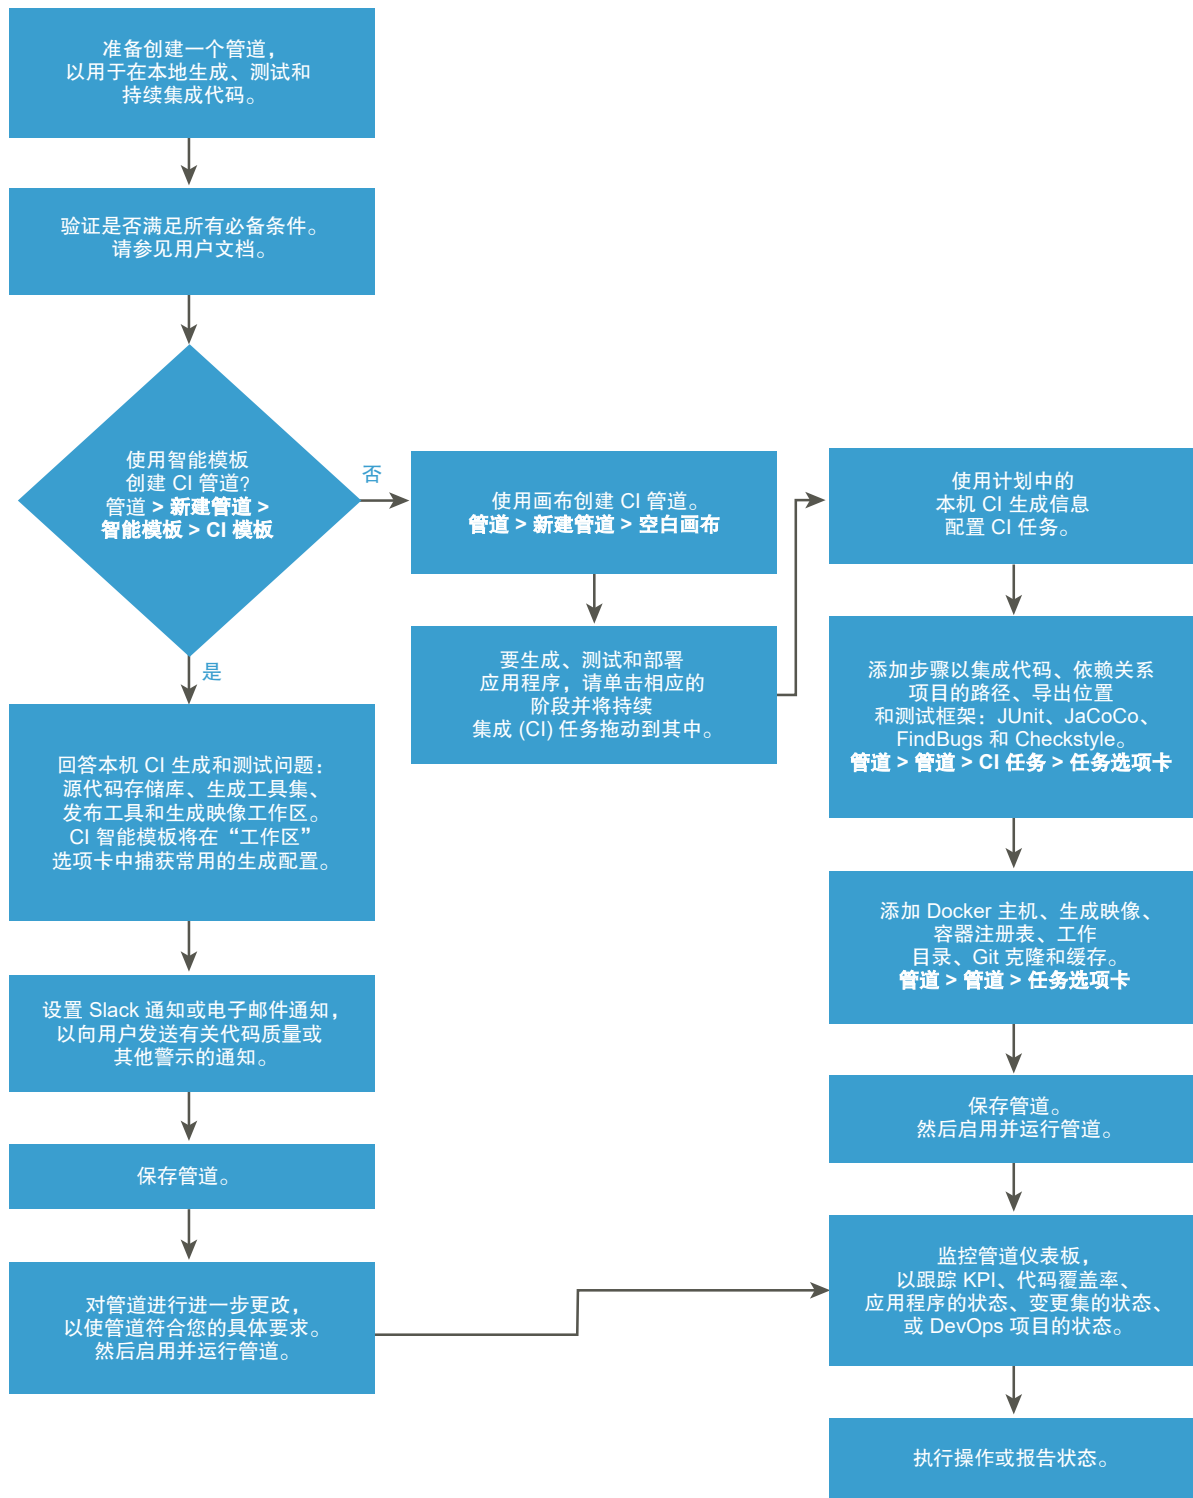 准备创建一个管道，
以用于在本地生成、测试和
持续集成代码。
验证是否满足所有必备条件。
请参见用户文档。
使用智能模板
创建 CI 管道？
管道 > 新建管道 >
智能模板 > CI 模板
否
是
回答本机 CI 生成和测试问题：
源代码存储库、生成工具集、
发布工具和生成映像工作区。
CI 智能模板将在“工作区”
选项卡中捕获常用的生成配置。
设置 Slack 通知或电子邮件通知，
以向用户发送有关代码质量或
其他警示的通知。
保存管道。
对管道进行进一步更改，
以使管道符合您的具体要求。
然后启用并运行管道。
使用画布创建 CI 管道。
管道 > 新建管道 > 空白画布
要生成、测试和部署
应用程序，请单击相应的
阶段并将持续
集成 (CI) 任务拖动到其中。
使用计划中的
本机 CI 生成信息
配置 CI 任务。
添加步骤以集成代码、依赖关系
项目的路径、导出位置
和测试框架：JUnit、JaCoCo、
FindBugs 和 Checkstyle。
管道 > 管道 > CI 任务 > 任务选项卡
添加 Docker 主机、生成映像、
容器注册表、工作
目录、Git 克隆和缓存。
管道 > 管道 > 任务选项卡
保存管道。
然后启用并运行管道。
监控管道仪表板，
以跟踪 KPI、代码覆盖率、
应用程序的状态、变更集的状态、
或 DevOps 项目的状态。
执行操作或报告状态。